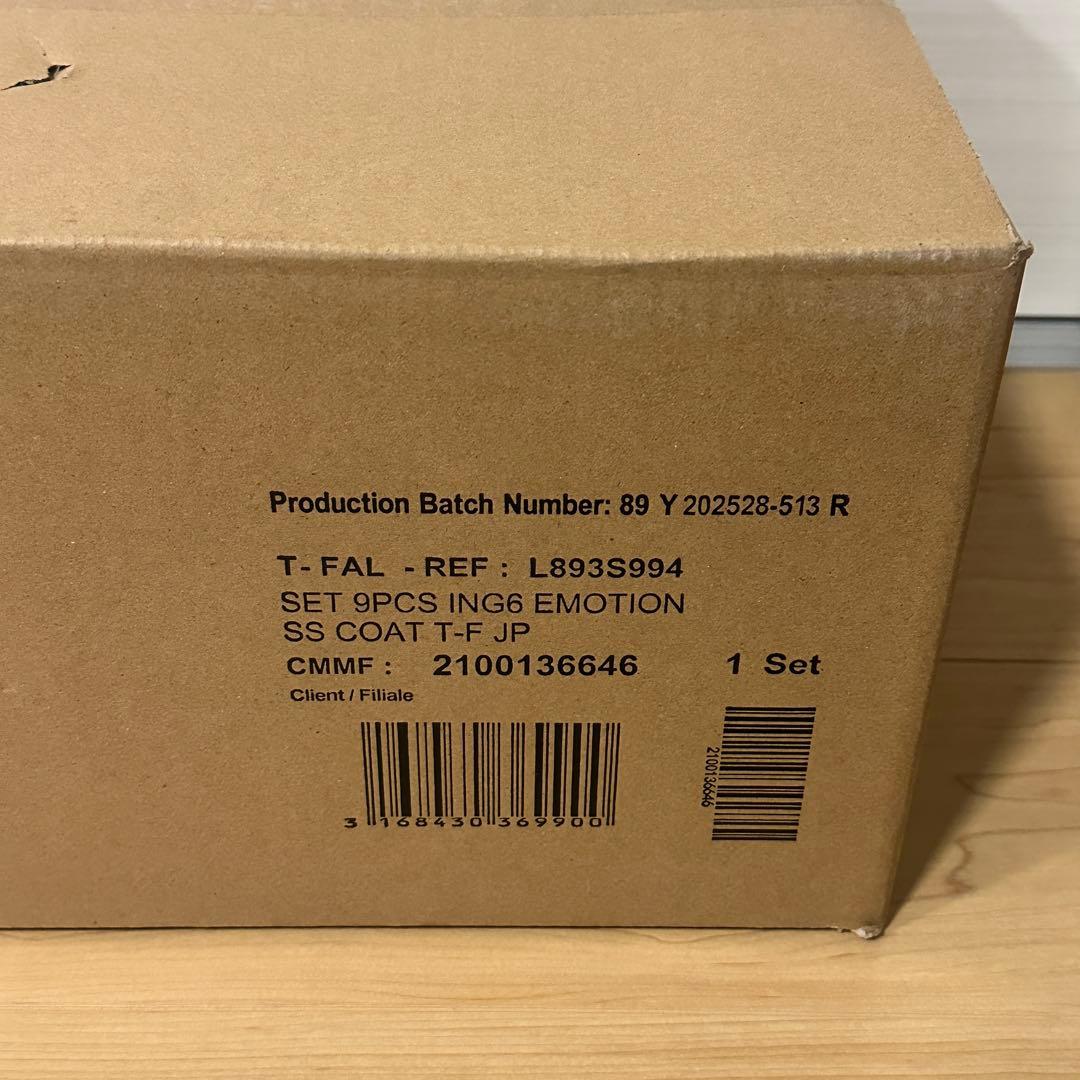 Production Batch Number: 89 Y 202528-513 R
T- FAL - REF : L893S994
SET 9PCS ING6 EMOTION
SS COAT T-F JP
CMMF : 2100136646 1 Set
Client / Filiale
3 168430 369900
2100136646